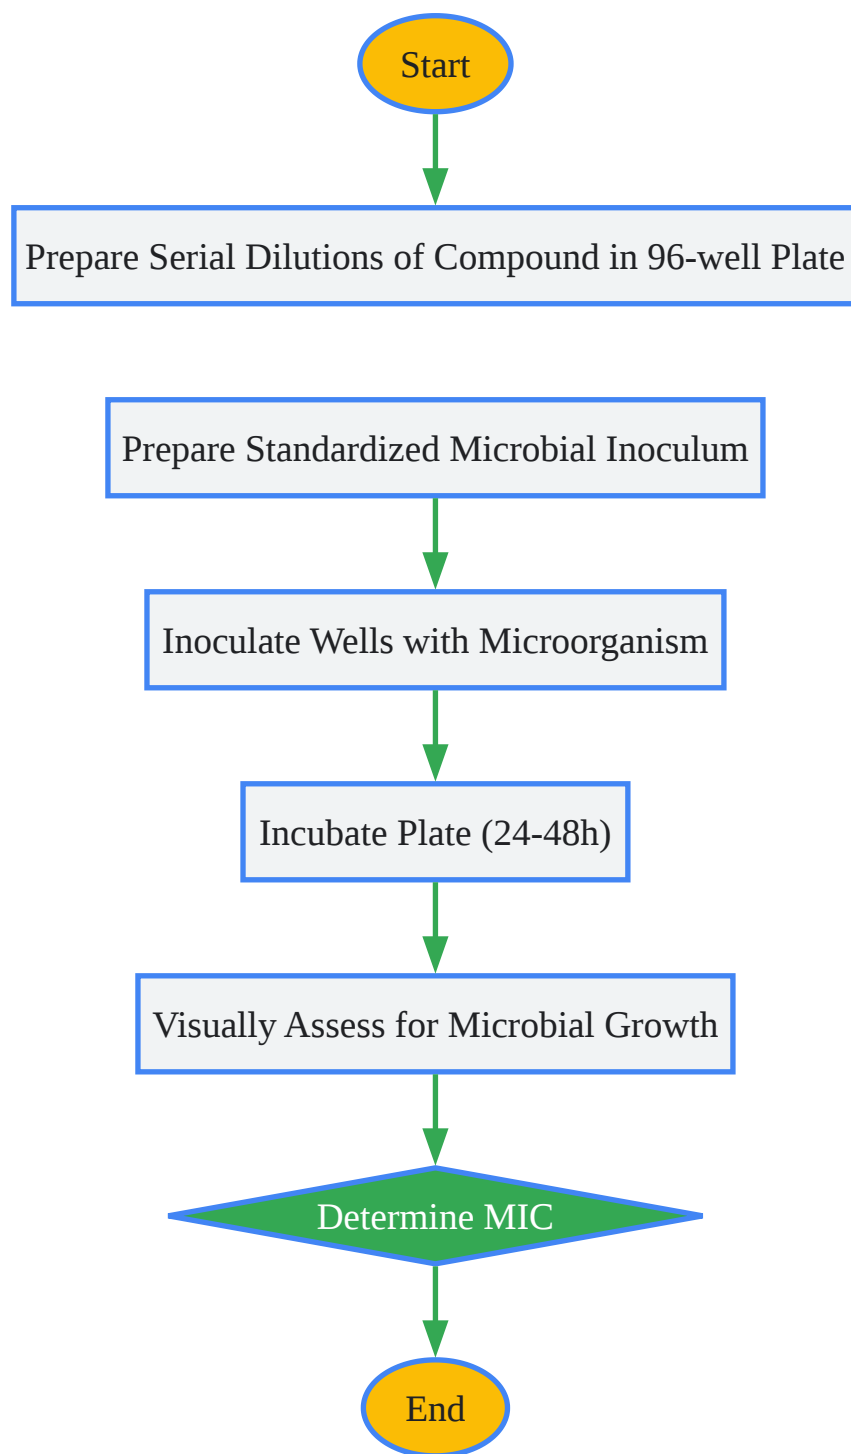 Start
Prepare Serial Dilutions of Compound in 96-well Plate
Prepare Standardized Microbial Inoculum
Inoculate Wells with Microorganism
Incubate Plate (24-48h)
Visually Assess for Microbial Growth
Determine MIC
End